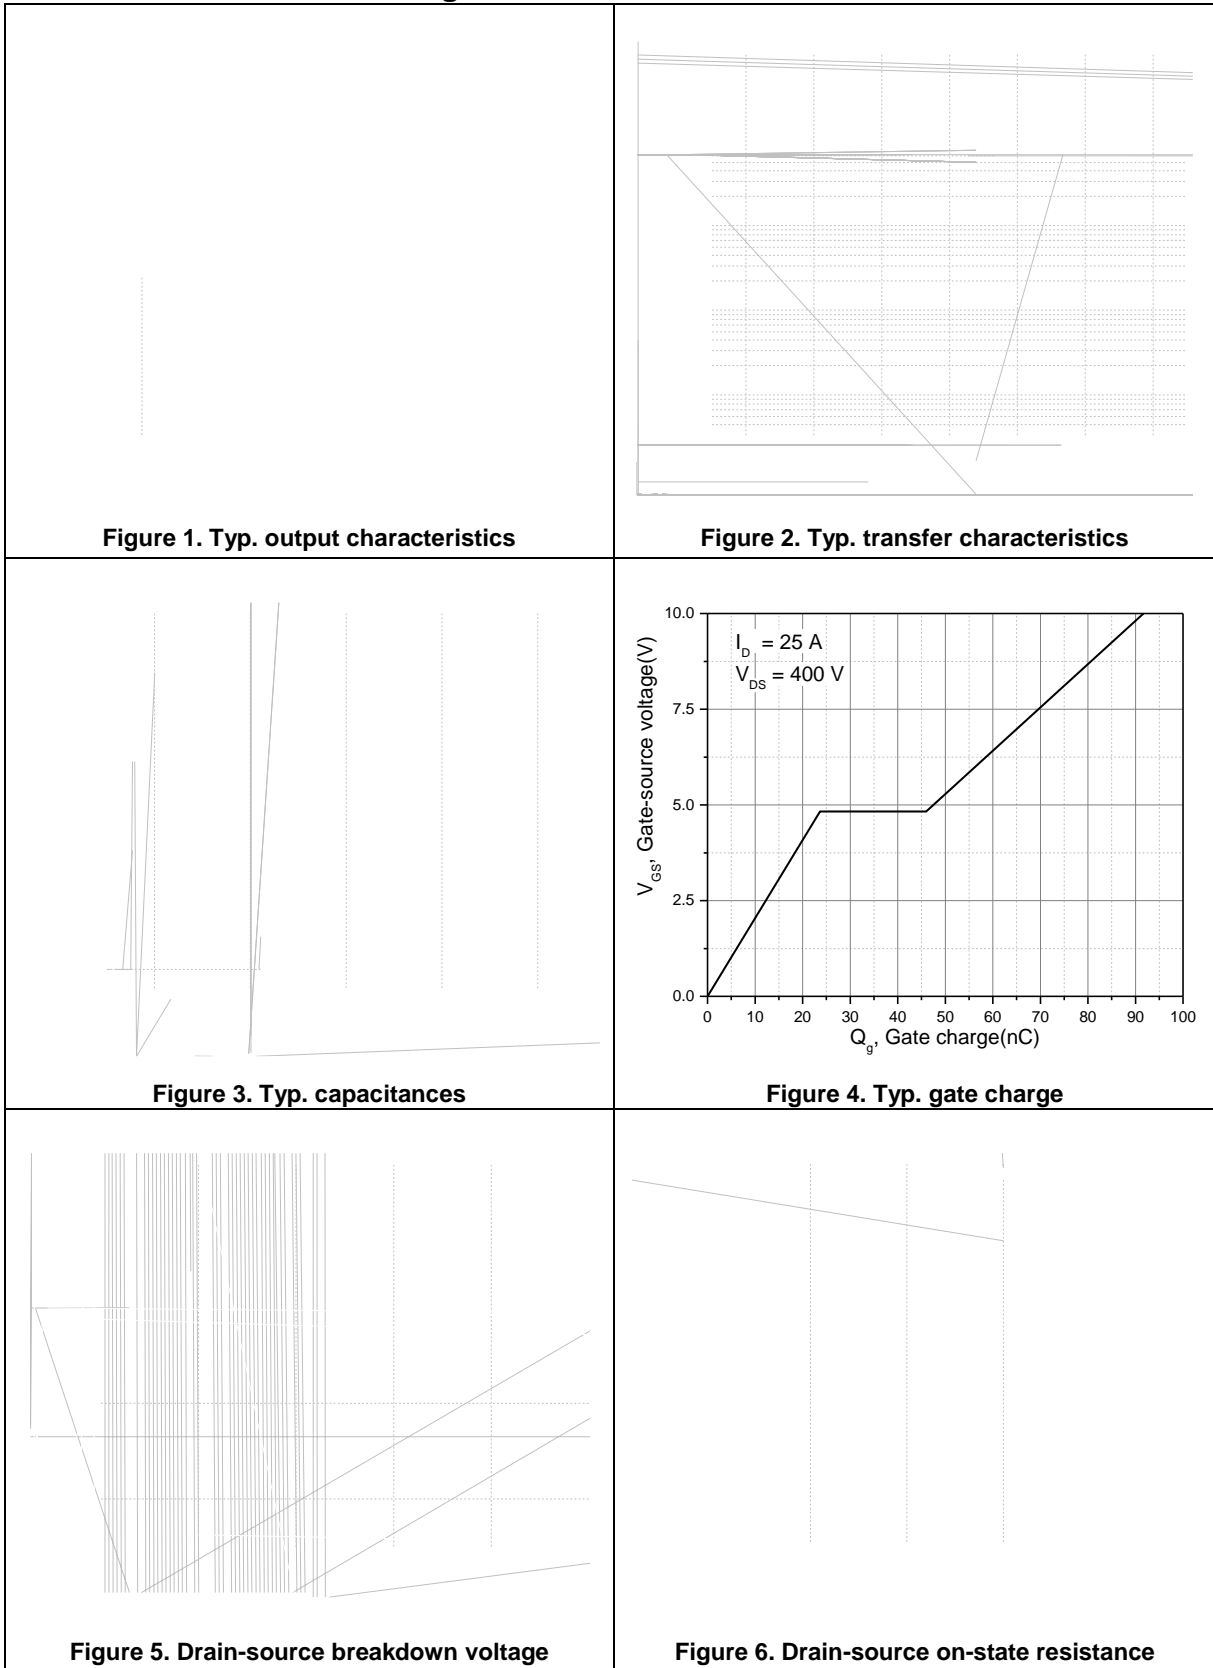 Figure 1. Typ. output characteristics
Figure 2. Typ. transfer characteristics
Figure 3. Typ. capacitances
10.0
7.5
5.0
2.5
0.0
V_GS, Gate-source voltage(V)
I_D = 25 A
V_DS = 400 V
0 10 20 30 40 50 60 70 80 90 100
Q_g, Gate charge(nC)
Figure 4. Typ. gate charge
Figure 5. Drain-source breakdown voltage
Figure 6. Drain-source on-state resistance